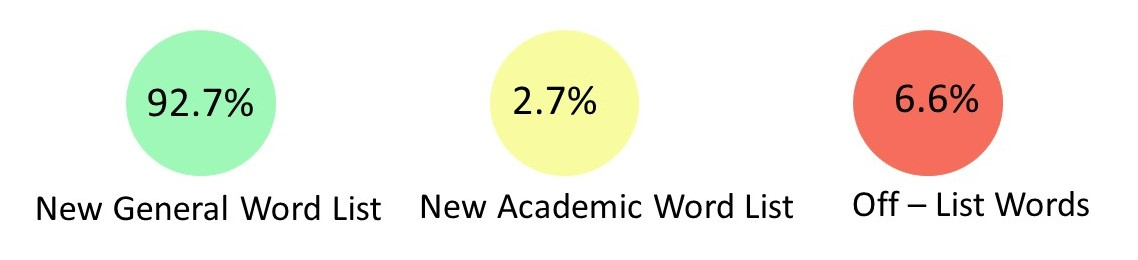 92.7%
2.7%
6.6%
New General Word List
New Academic Word List
Off – List Words